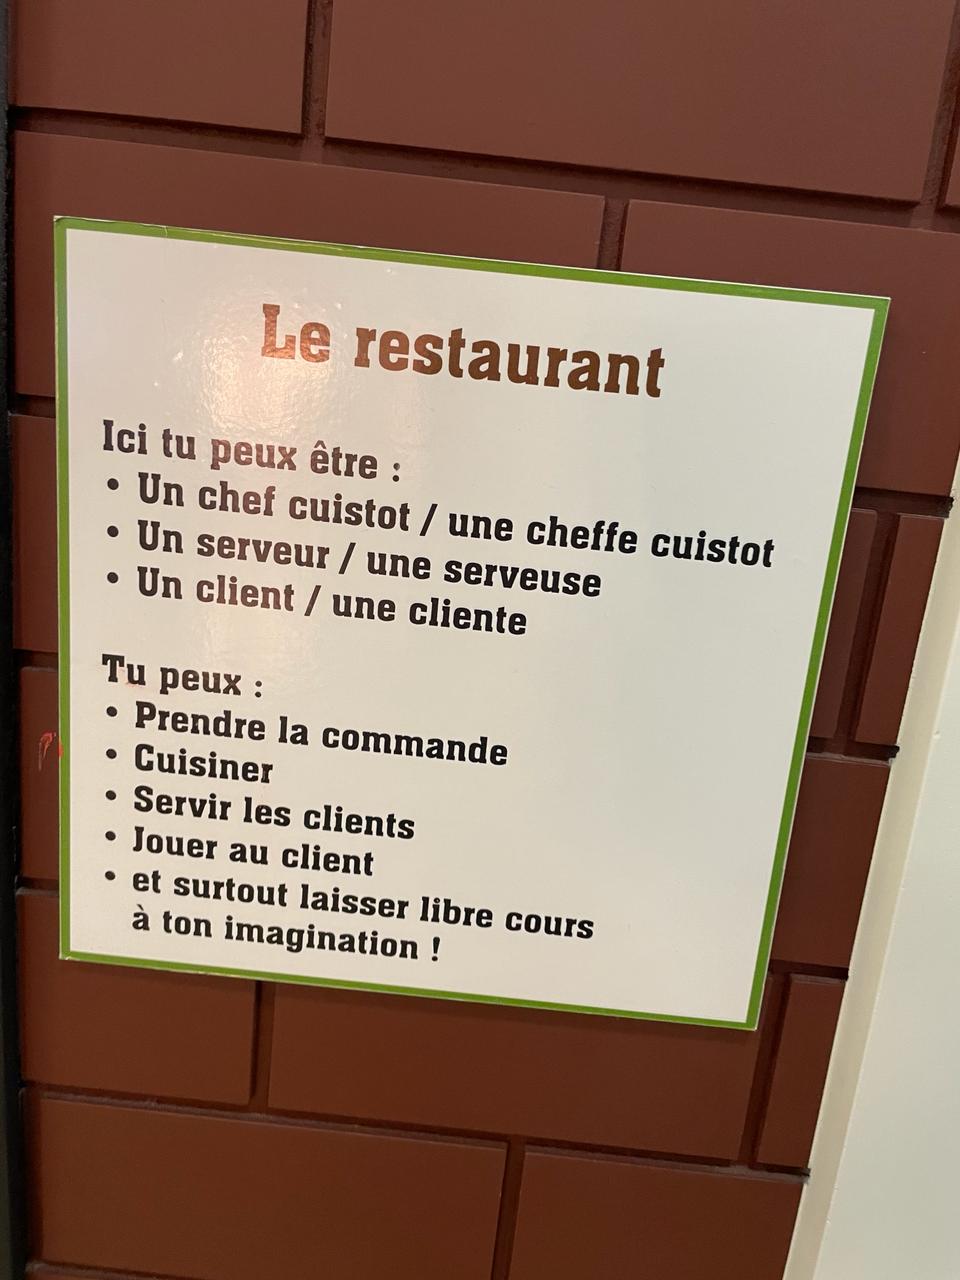 Le restaurant
Ici tu peux être :
• Un chef cuistot / une cheffe cuistot
• Un serveur / une serveuse
• Un client / une cliente
Tu peux :
• Prendre la commande
• Cuisiner
• Servir les clients
• Jouer au client
• et surtout laisser libre cours
à ton imagination !